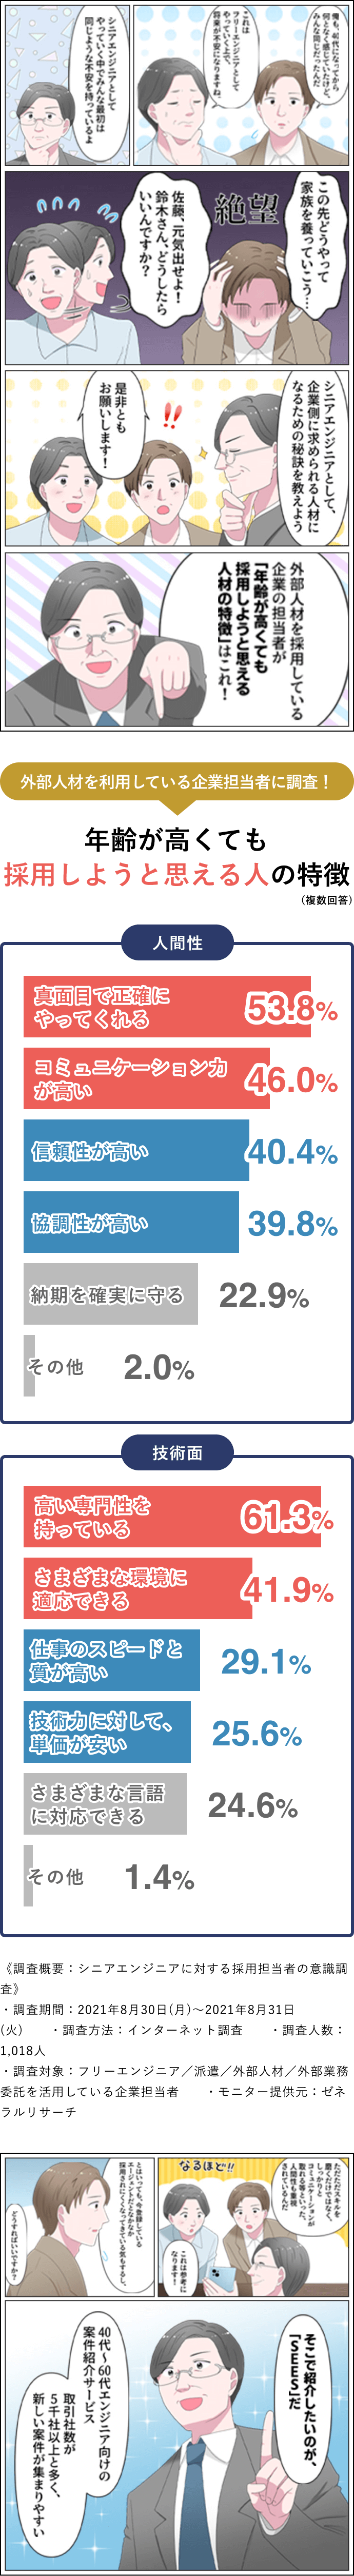 俺も、40代になってから
何となく感じていたけど、
みんな同じだったんだ
これは
フリーエンジニアとして
やっていく上で、
将来が不安になりますね。
シニアエンジニアとして
やっていく中でみんな最初は
同じような不安を持っているよ
この先どうやって
家族を養っていこう…
絶望
佐藤、元気出せよ!
鈴木さん、どうしたら
いいんですか?
シニアエンジニアとして、
企業側に求められる人材に
なるための秘訣を教えよう
!!
是非とも
お願いします!
外部人材を採用している
企業の担当者が
「年齢が高くても
採用しようと思える
人材の特徴」はこれ!
外部人材を利用している企業担当者に調査!
年齢が高くても
採用しようと思える人の特徴
(複数回答)
人間性
真面目で正確に
やってくれる
53.8%
コミュニケーション力
が高い
46.0%
信頼性が高い
40.4%
協調性が高い
39.8%
納期を確実に守る
22.9%
その他
2.0%
技術面
高い専門性を
持っている
61.3%
さまざまな環境に
適応できる
41.9%
仕事のスピードと
質が高い
29.1%
技術力に対して、
単価が安い
25.6%
さまざまな言語
に対応できる
24.6%
その他
1.4%
《調査概要:シニアエンジニアに対する採用担当者の意識調
査》
・調査期間:2021年8月30日(月)〜2021年8月31日
(火) ・調査方法:インターネット調査 ・調査人数:
1,018人
・調査対象:フリーエンジニア/派遣/外部人材/外部業務
委託を活用している企業担当者 ・モニター提供元:ゼネ
ラルリサーチ
ただただスキルを
磨くだけではなく、
しっかりと
コミュニケーションが
取れる等といった、
人間性も重視
されているんだ
なるほど!!
これは参考に
なります!
とはいっても、今登録している
エージェントだとなかなか
採用されにくくなってきている気もするし、
どうすればいいですか?
そこで紹介したいのが、
「SEES」だ
40代〜60代エンジニア向けの
案件紹介サービス
取引社数が
5千社以上と多く、
新しい案件が集まりやすい